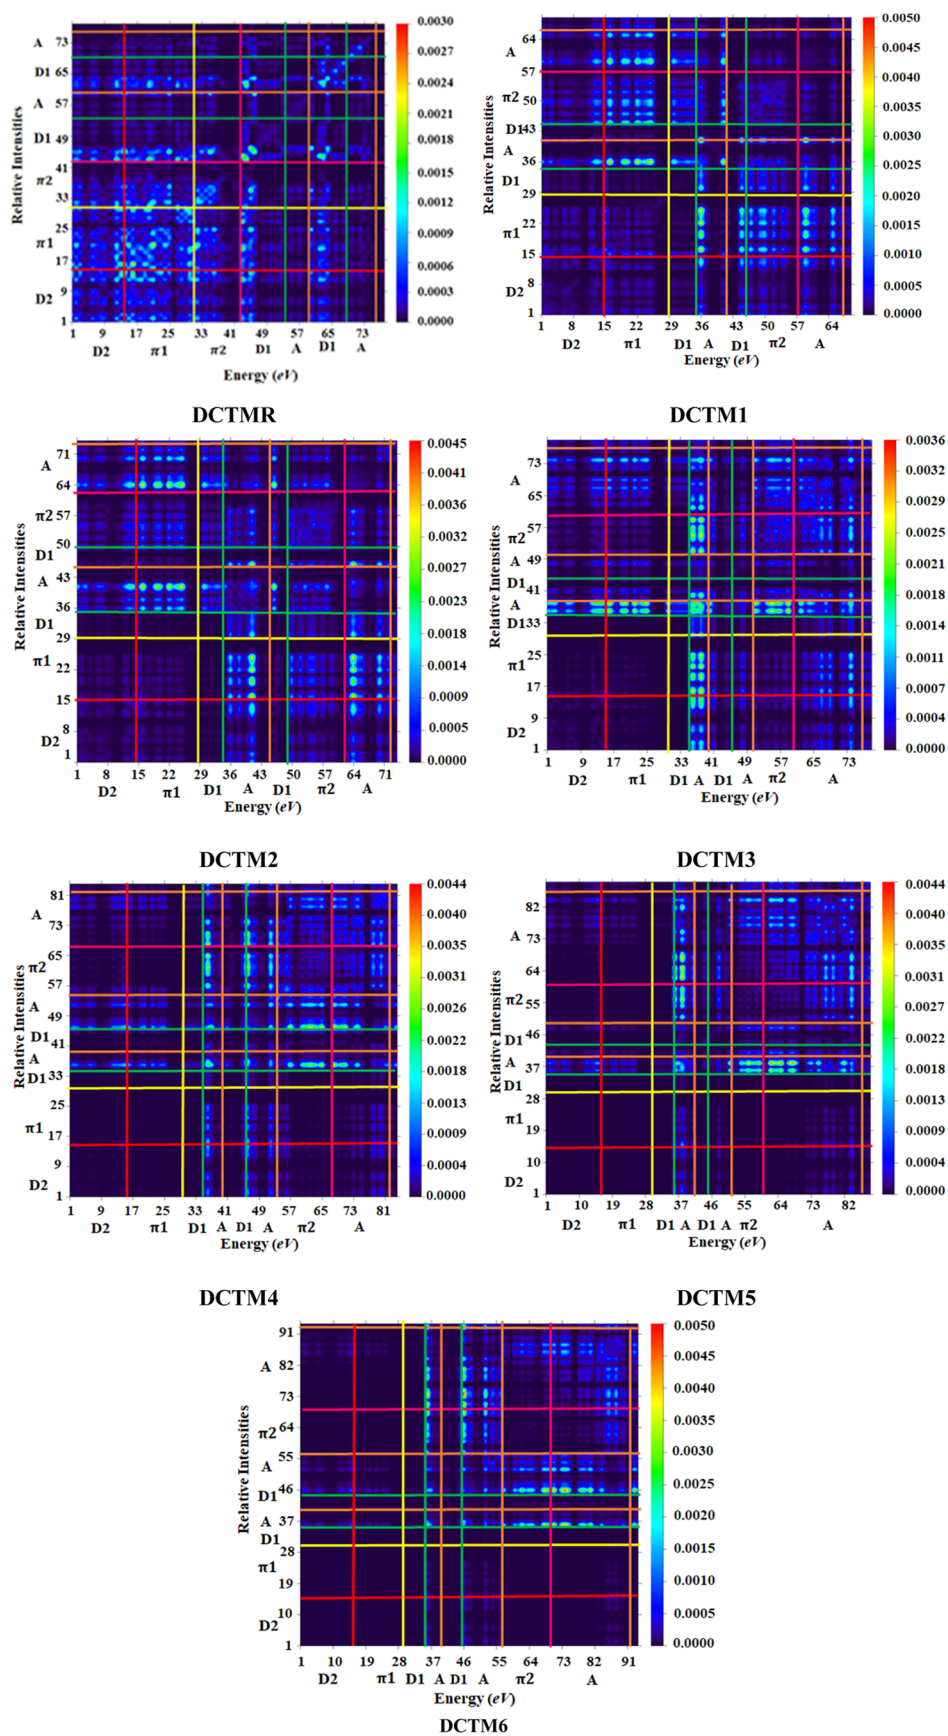 Relative Intensities
A 73
D1 65
A 57
D1 49
41
π2 33
25
π1 17
9
D2
1
1 9 17 25 33 41 49 57 65 73
D2 π1 π2 D1 A D1 A
Energy (eV)
0.0030
0.0027
0.0024
0.0021
0.0018
0.0015
0.0012
0.0009
0.0006
0.0003
0.0000
DCTMR
Relative Intensities
64
A
57
π2 50
D1 43
A
36
D1
29
π1 22
15
D2 8
1
1 8 15 22 29 36 43 50 57 64
D2 π1 D1 A D1 π2 A
Energy (eV)
0.0050
0.0045
0.0040
0.0035
0.0030
0.0025
0.0020
0.0015
0.0010
0.0005
0.0000
DCTM1
Relative Intensities
71
A
64
π2 57
D1 50
A 43
36
D1
29
π1 22
15
D2 8
1
1 8 15 22 29 36 43 50 57 64 71
D2 π1 D1 A D1 π2 A
Energy (eV)
0.0045
0.0041
0.0036
0.0032
0.0027
0.0023
0.0018
0.0014
0.0009
0.0005
0.0000
DCTM2
Relative Intensities
73
A
65
π2 57
A 49
D1 41
A
D1 33
π1 25
17
9
D2
1
1 9 17 25 33 41 49 57 65 73
D2 π1 D1 A D1 π2 A
Energy (eV)
0.0036
0.0032
0.0029
0.0025
0.0022
0.0018
0.0014
0.0011
0.0007
0.0004
0.0000
DCTM3
Relative Intensities
81
A
73
π2 65
57
A 49
D1 41
A
D1 33
25
π1 17
9
D2
1
1 9 17 25 33 41 49 57 65 73 81
D2 π1 D1 A D1 A π2 A
Energy (eV)
0.0044
0.0040
0.0035
0.0031
0.0026
0.0022
0.0018
0.0013
0.0009
0.0004
0.0000
DCTM4
Relative Intensities
82
A 73
64
π2 55
46
D1
A 37
D1
28
π1 19
D2 10
1
1 10 19 28 37 46 55 64 73 82
D2 π1 D1 A D1 A π2 A
Energy (eV)
0.0044
0.0040
0.0035
0.0031
0.0026
0.0022
0.0018
0.0013
0.0009
0.0004
0.0000
DCTM5
Relative Intensities
91
A 82
73
π2 64
A 55
D1 46
A 37
D1
28
π1 19
10
D2
1
1 10 19 28 37 46 55 64 73 82 91
D2 π1 D1 A D1 A π2 A
Energy (eV)
0.0050
0.0045
0.0040
0.0035
0.0030
0.0025
0.0020
0.0015
0.0010
0.0005
0.0000
DCTM6